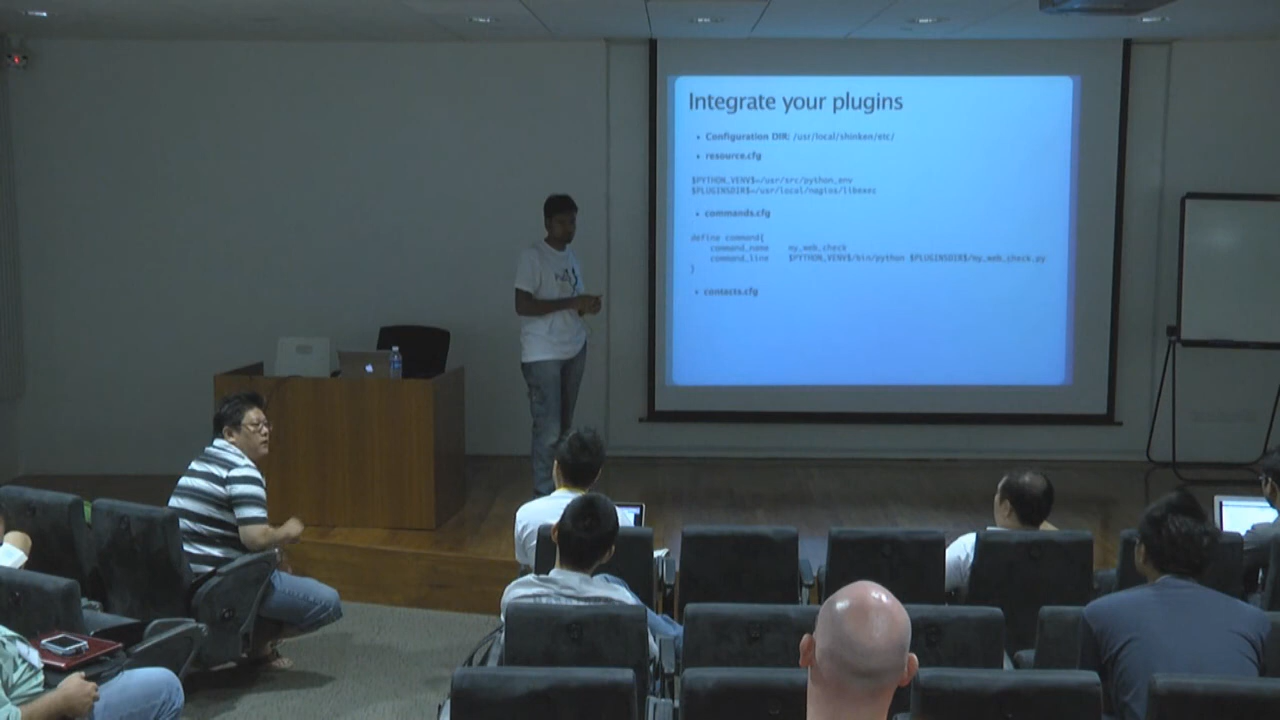 Integrate your plugins
• Configuration DIR: /usr/local/shinken/etc/
• resource.cfg
$PYTHON_VENV$=/usr/src/python_env
$PLUGINSDIR$=/usr/local/nagios/libexec
• commands.cfg
define command{
command_name my_web_check
command_line $PYTHON_VENV$/bin/python $PLUGINSDIR$/my_web_check.py
}
• contacts.cfg